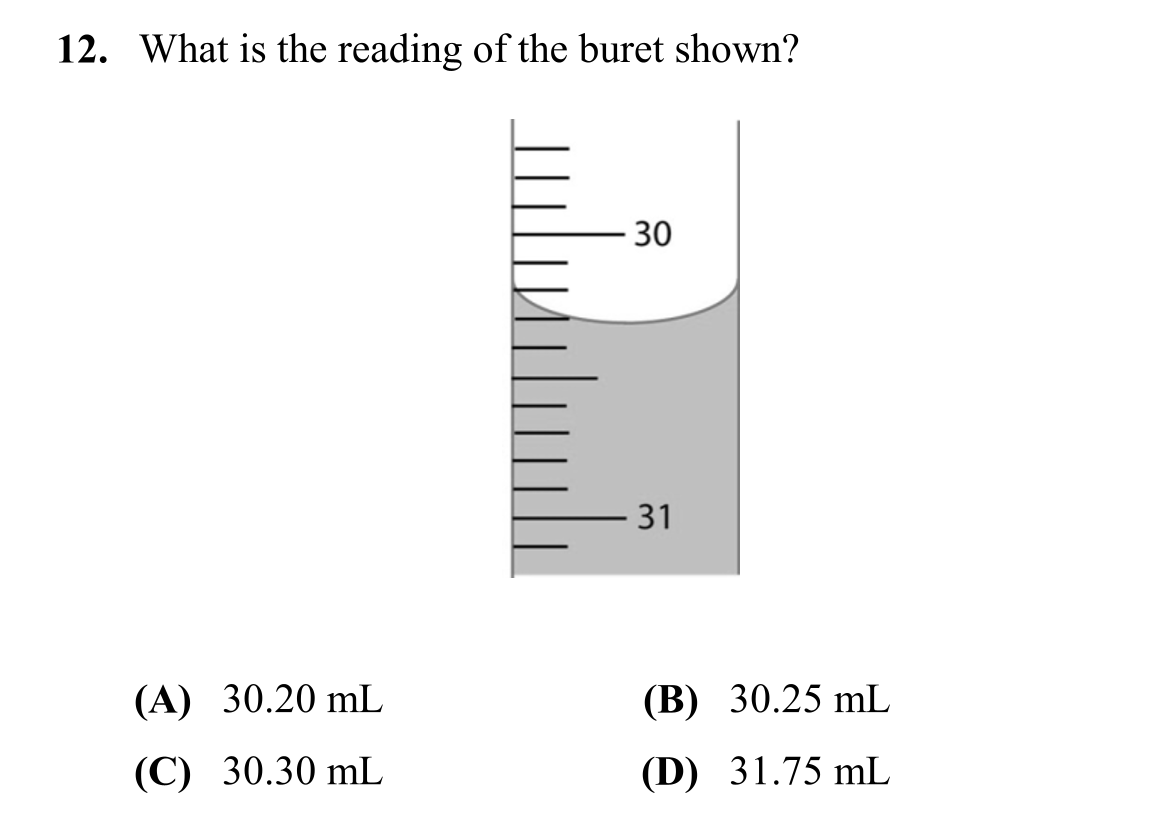 12. What is the reading of the buret shown?
30
31
(A) 30.20 mL (B) 30.25 mL
(C) 30.30 mL (D) 31.75 mL